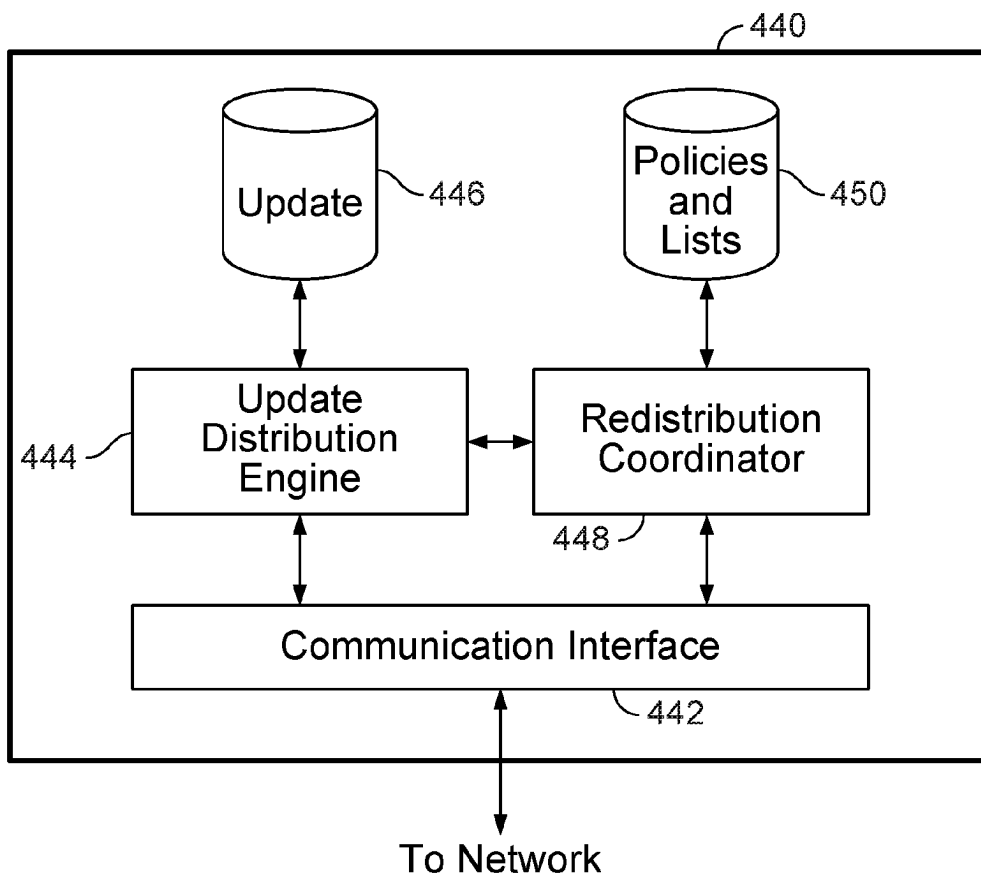 440
Update
446
Policies
and
Lists
450
Update
Distribution
Engine
444
Redistribution
Coordinator
448
Communication Interface
442
To Network